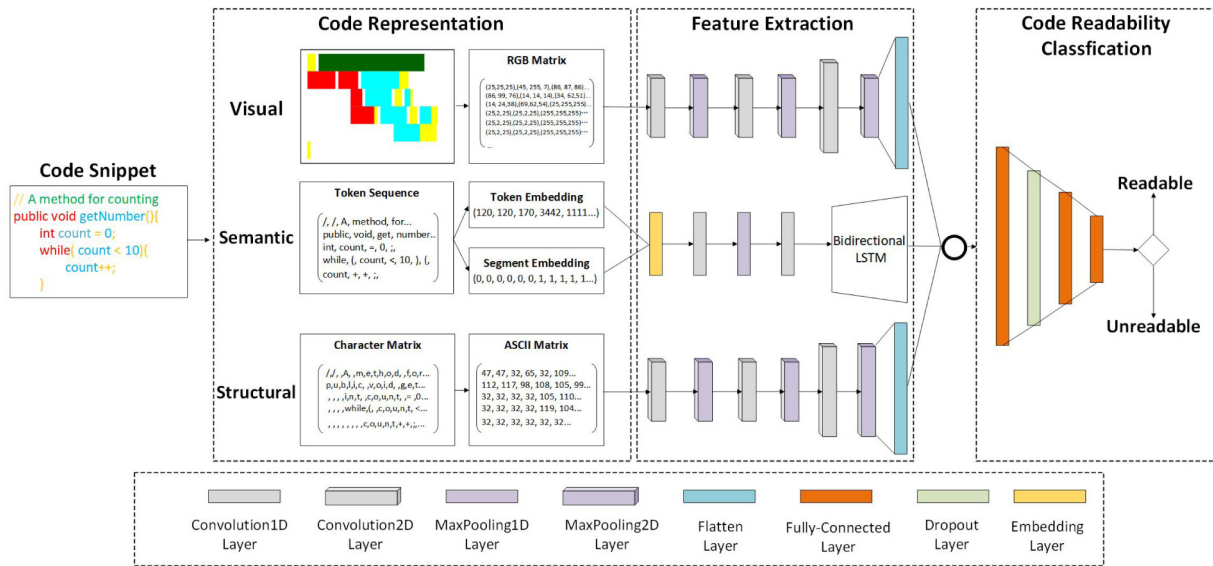 Code Representation
Feature Extraction
Code Readability
Classfication
Code Snippet
// A method for counting
public void getNumber(){
int count = 0;
while( count < 10){
count++;
}
Visual
RGB Matrix
(25,25,25),(45, 255, 7),(86, 87, 86)...
(86, 99, 76),(14, 14, 14),(34, 62,51)...
(14, 24,38),(69,62,54),(25,255,255)...
(25,2,25),(25,2,25),(255,255,255)...
(25,2,25),(25,2,25),(255,255,255)...
(25,2,25),(25,2,25),(255,255,255)...
...
Semantic
Token Sequence
/, /, A, method, for...
public, void, get, number..
int, count, =, 0, ;,
while, (, count, <, 10, ), {,
count, +, +, ;,
Token Embedding
(120, 120, 170, 3442, 1111...)
Segment Embedding
(0, 0, 0, 0, 0, 0, 1, 1, 1, 1, 1...)
Bidirectional
LSTM
Structural
Character Matrix
/,/, ,A, ,m,e,t,h,o,d, ,f,o,r...
p,u,b,l,i,c, ,v,o,i,d, ,g,e,t...
, , , ,i,n,t, ,c,o,u,n,t, ,= ,0...
, , , ,while,(, ,c,o,u,n,t, <...
, , , , , , , ,c,o,u,n,t,+,+,;,...
ASCII Matrix
47, 47, 32, 65, 32, 109...
112, 117, 98, 108, 105, 99...
32, 32, 32, 32, 105, 110...
32, 32, 32, 32, 119, 104...
32, 32, 32, 32, 32, 32...
Readable
Unreadable
Convolution1D
Layer
Convolution2D
Layer
MaxPooling1D
Layer
MaxPooling2D
Layer
Flatten
Layer
Fully-Connected
Layer
Dropout
Layer
Embedding
Layer